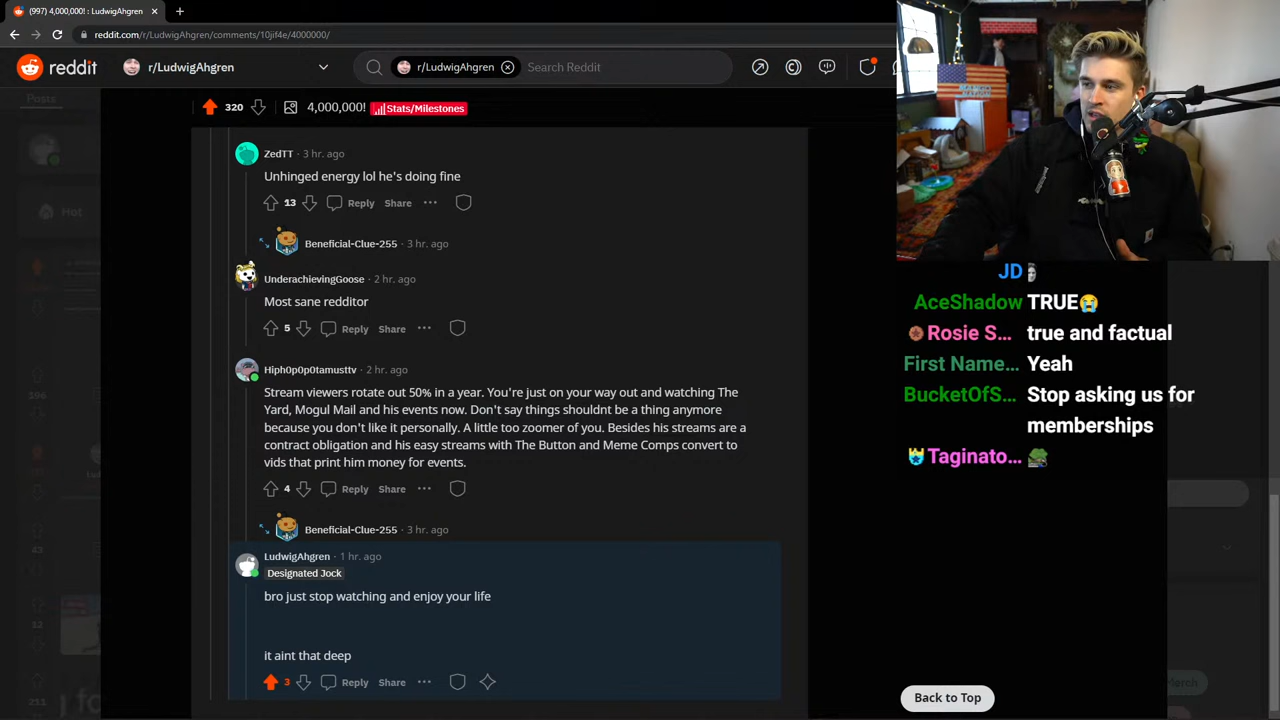 (997) 4,000,000! : LudwigAhgren
reddit.com/r/LudwigAhgren/comments/
reddit
r/LudwigAhgren
r/LudwigAhgren
Search Reddit
Posts
320
4,000,000!
Stats/Milestones
Hot
ZedTT · 3 hr. ago
Unhinged energy lol he's doing fine
13 Reply Share ···
Beneficial-Clue-255 · 3 hr. ago
UnderatedUglyGoose · 2 hr. ago
Most sane redditor
5 Reply Share ···
· 2 hr. ago
Stream viewers rotate out 50% in a year. You're just on your way out and watching The
Yard, Mogul Mail and his events now. Don't say things shouldnt be a thing anymore
because you don't like it personally. A little too zoomer of you. Besides his streams are a
contract obligation and his easy streams with The Button and Meme Comps convert to
vids that print him money for events.
4 Reply Share ···
Beneficial-Clue-255 · 3 hr. ago
LudwigAhgren · 1 hr. ago
Designated Jock
bro just stop watching and enjoy your life
it aint that deep
3 Reply Share ···
JD
AceShadow TRUE😭
Rosie S… true and factual
First Name… Yeah
BucketOfS… Stop asking us for
memberships
Taginato…
Back to Top